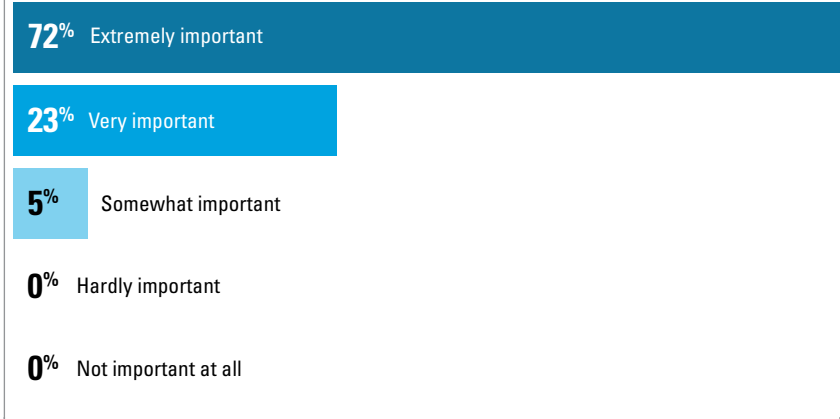 72% Extremely important
23% Very important
5% Somewhat important
0% Hardly important
0% Not important at all